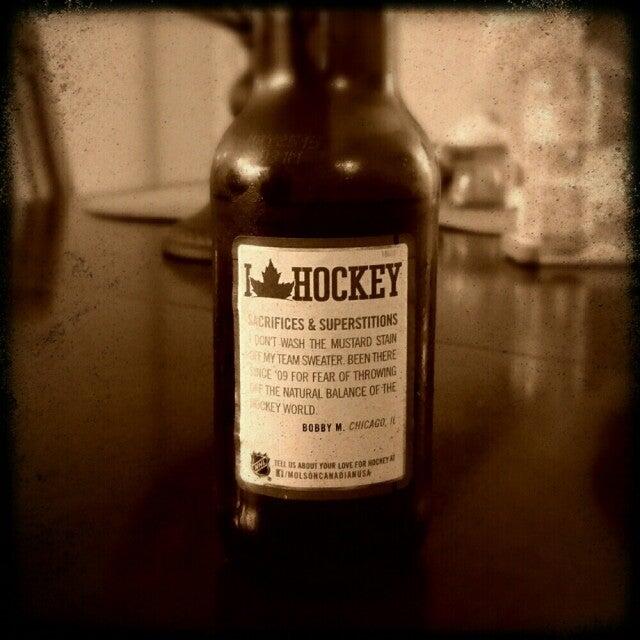 I HOCKEY
SACRIFICES & SUPERSTITIONS
I DON'T WASH THE MUSTARD STAIN
OFF MY TEAM SWEATER. BEEN THERE
SINCE '09 FOR FEAR OF THROWING
OFF THE NATURAL BALANCE OF THE
HOCKEY WORLD.
BOBBY M. CHICAGO, IL
NHL
TELL US ABOUT YOUR LOVE FOR HOCKEY AT
/MOLSONCANADIANUSA